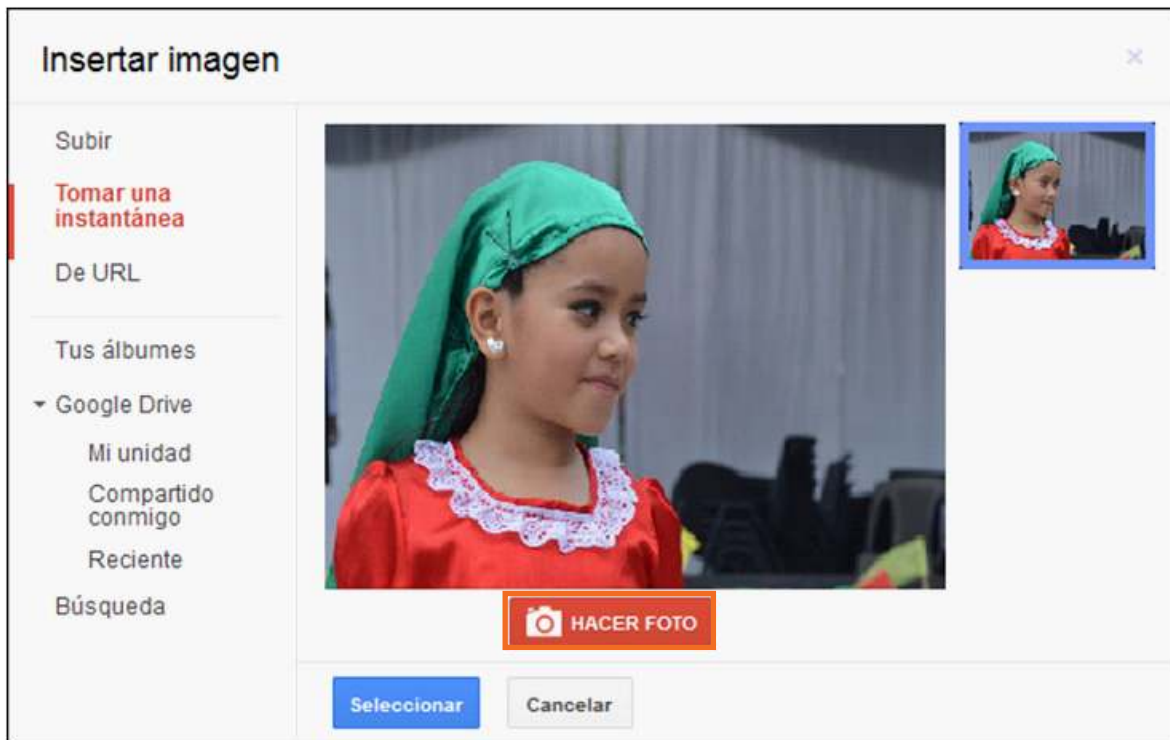 Insertar imagen
×
Subir
Tomar una
instantánea
De URL
Tus álbumes
Google Drive
Mi unidad
Compartido
conmigo
Reciente
Búsqueda
HACER FOTO
Seleccionar
Cancelar